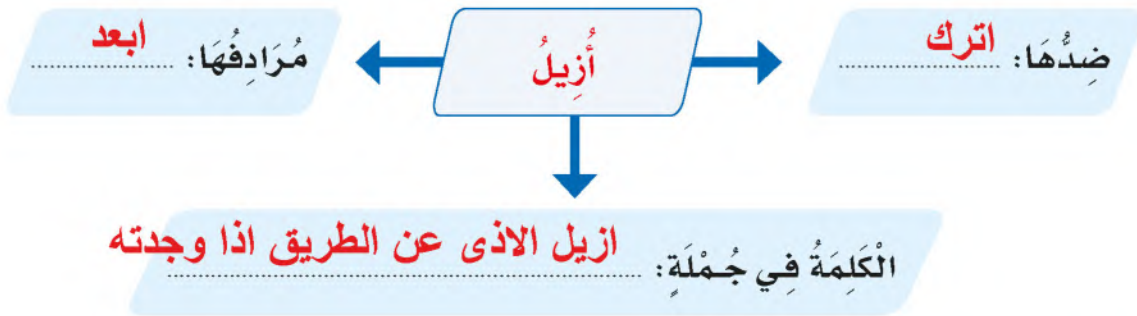 ضِدُّهَا: اترك
أُزِيلُ
مُرَادِفُهَا: ابعد
الْكَلِمَةُ فِي جُمْلَةٍ: ازيل الاذى عن الطريق اذا وجدته